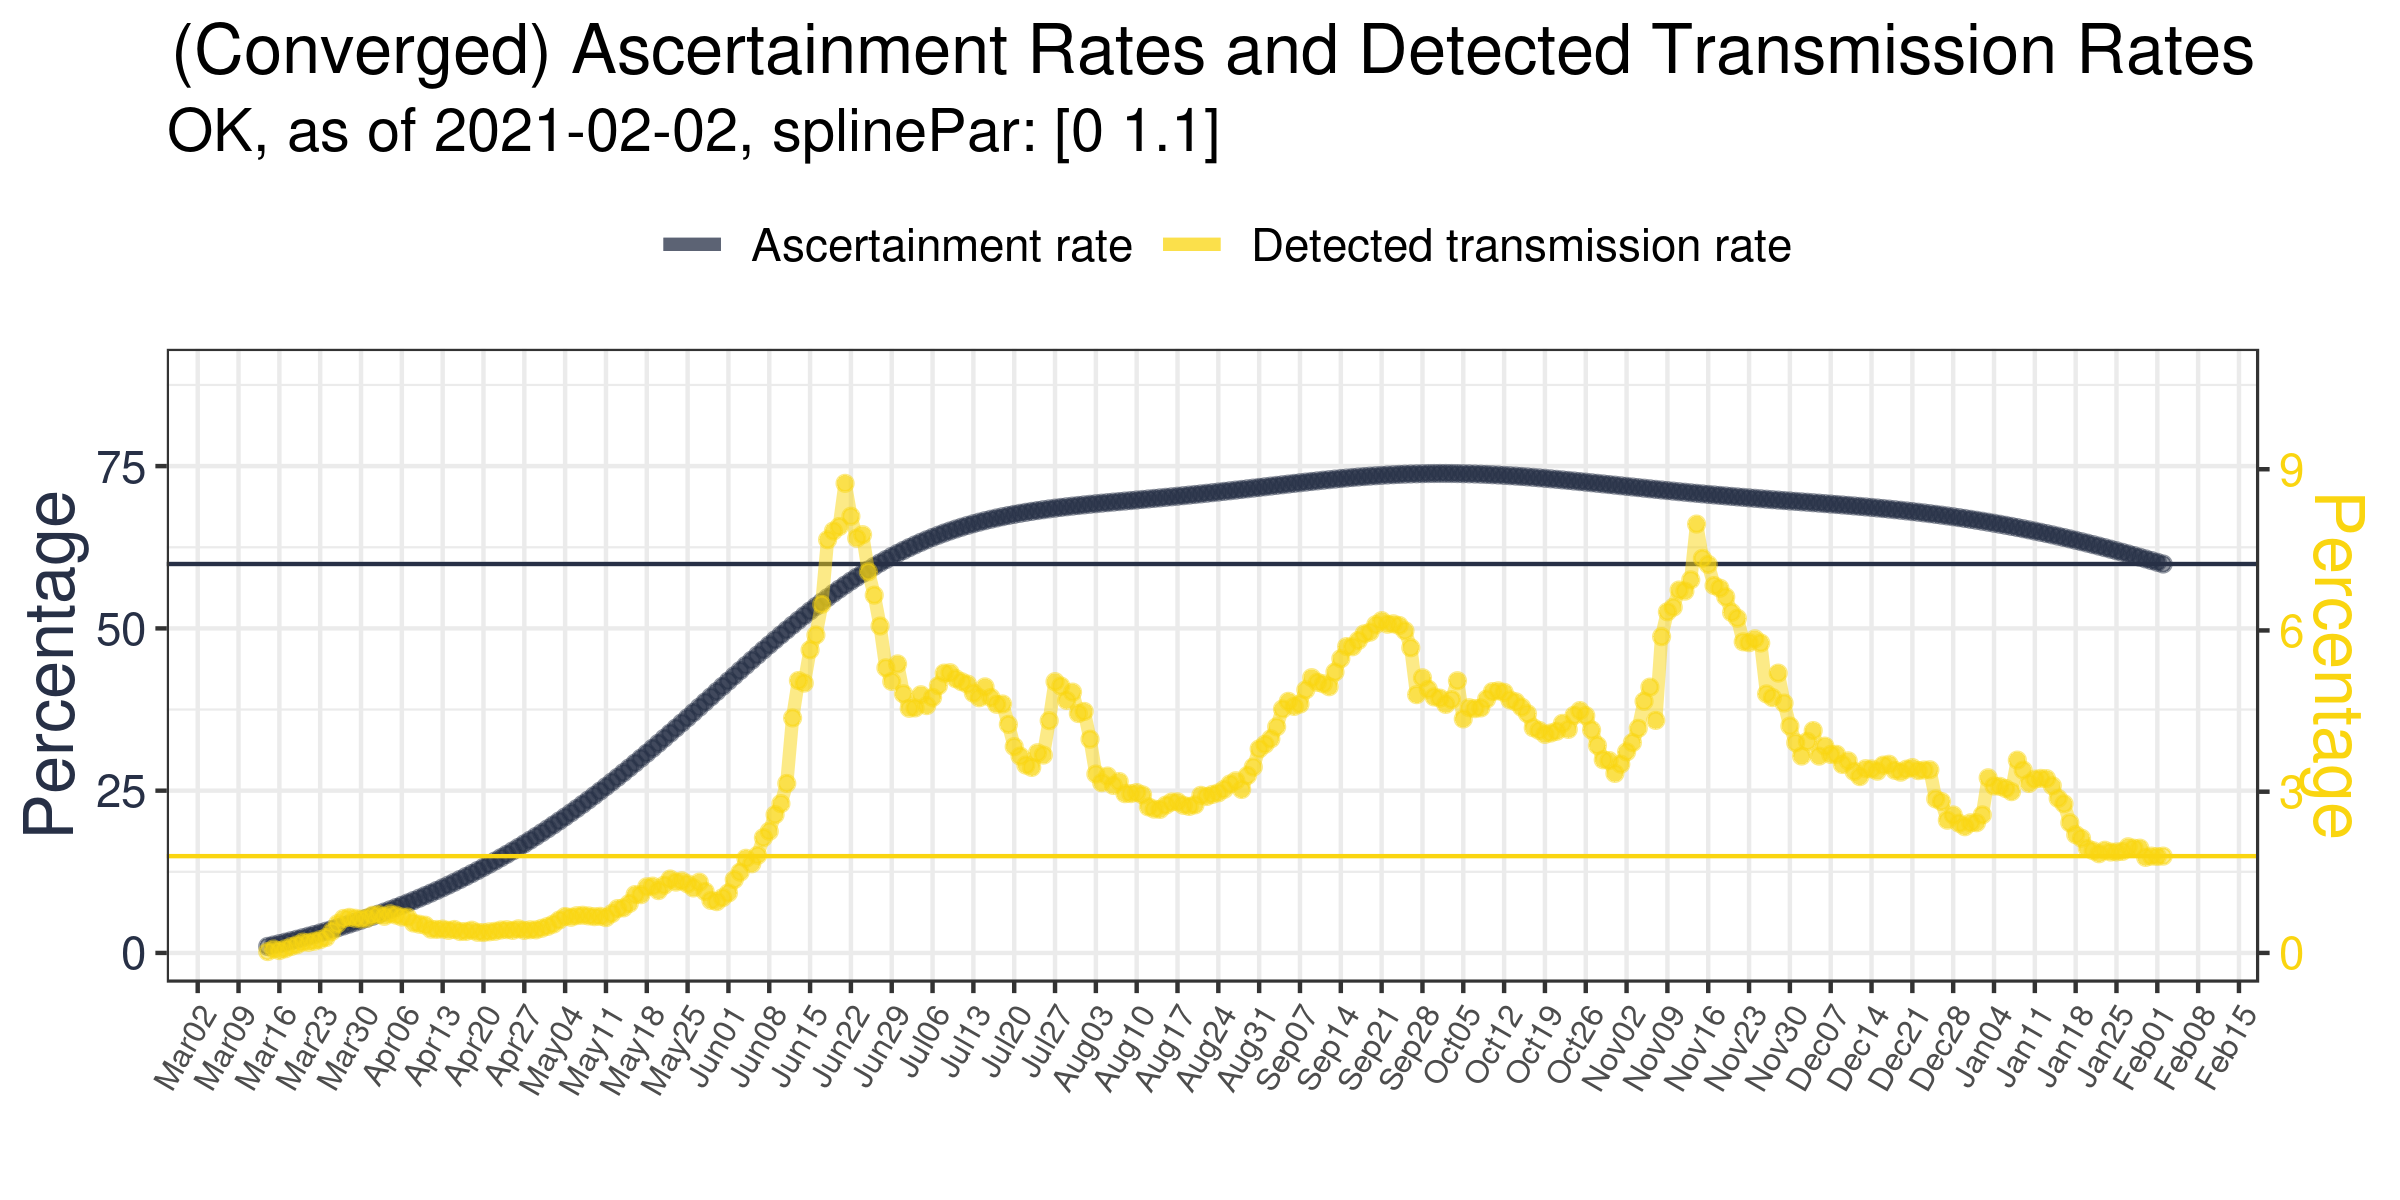 (Converged) Ascertainment Rates and Detected Transmission Rates
OK, as of 2021-02-02, splinePar: [0 1.1]
Ascertainment rate Detected transmission rate
Percentage
75
50
25
0
9
6
3
0
Percentage
Mar02 Mar09 Mar16 Mar23 Mar30 Apr06 Apr13 Apr20 Apr27 May04 May11 May18 May25 Jun01 Jun08 Jun15 Jun22 Jun29 Jul06 Jul13 Jul20 Jul27 Aug03 Aug10 Aug17 Aug24 Aug31 Sep07 Sep14 Sep21 Sep28 Oct05 Oct12 Oct19 Oct26 Nov02 Nov09 Nov16 Nov23 Nov30 Dec07 Dec14 Dec21 Dec28 Jan04 Jan11 Jan18 Jan25 Feb01 Feb08 Feb15